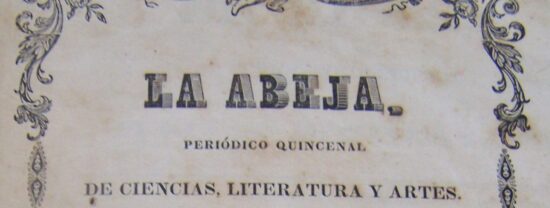 LA ABEJA.
PERIÓDICO QUINCENAL
DE CIENCIAS, LITERATURA Y ARTES.